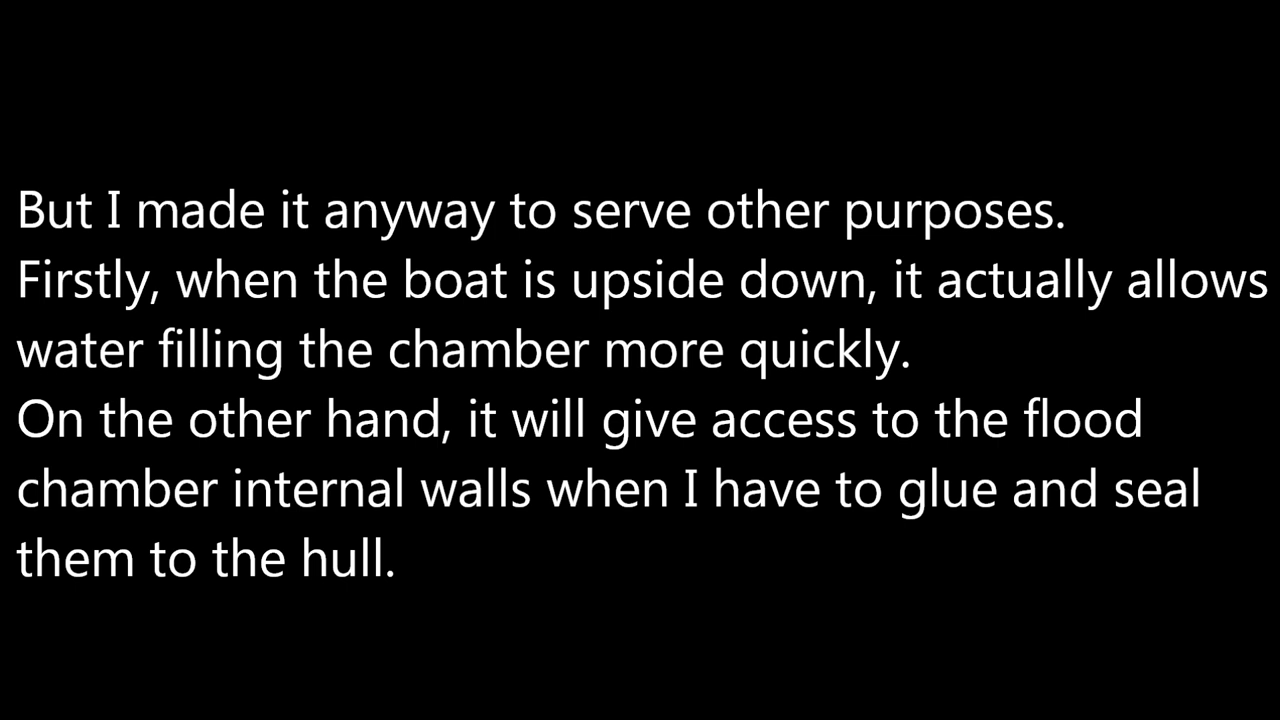 But I made it anyway to serve other purposes.
Firstly, when the boat is upside down, it actually allows
water filling the chamber more quickly.
On the other hand, it will give access to the flood
chamber internal walls when I have to glue and seal
them to the hull.